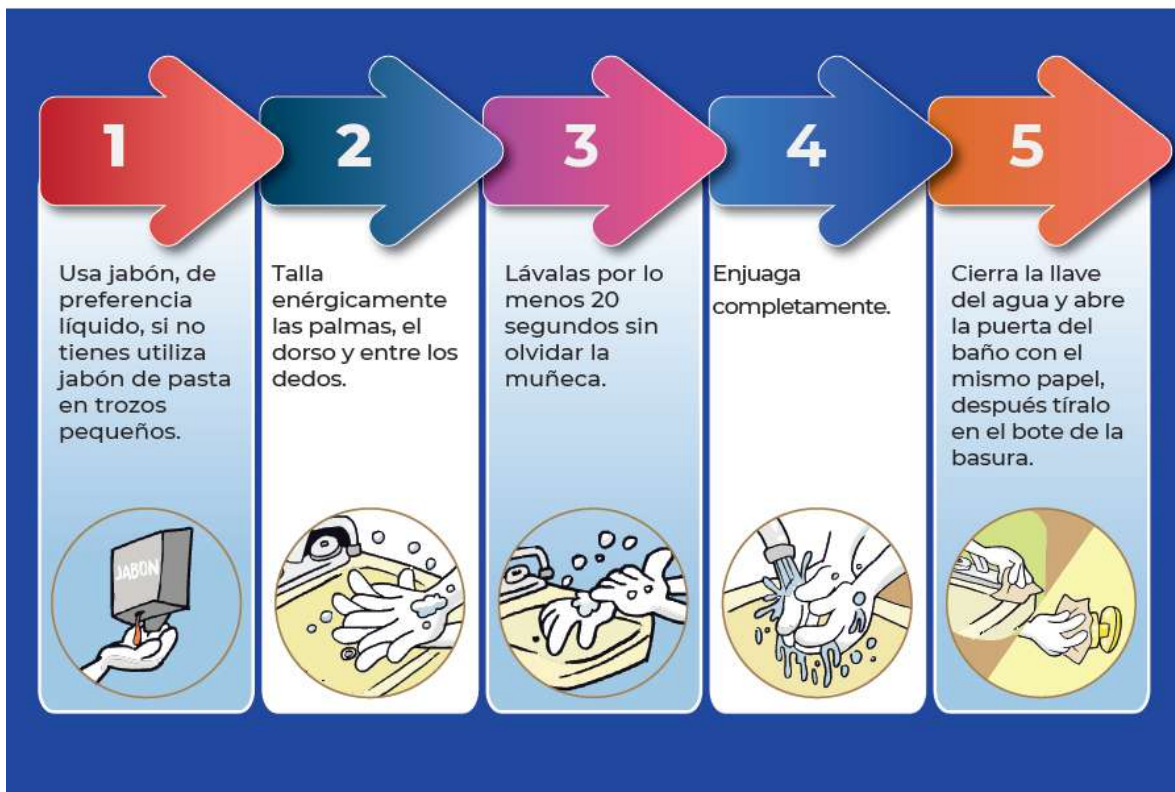 1
Usa jabón, de
preferencia
líquido, si no
tienes utiliza
jabón de pasta
en trozos
pequeños.
JABON
2
Talla
enérgicamente
las palmas, el
dorso y entre los
dedos.
3
Lávalas por lo
menos 20
segundos sin
olvidar la
muñeca.
4
Enjuaga
completamente.
5
Cierra la llave
del agua y abre
la puerta del
baño con el
mismo papel,
después tíralo
en el bote de la
basura.